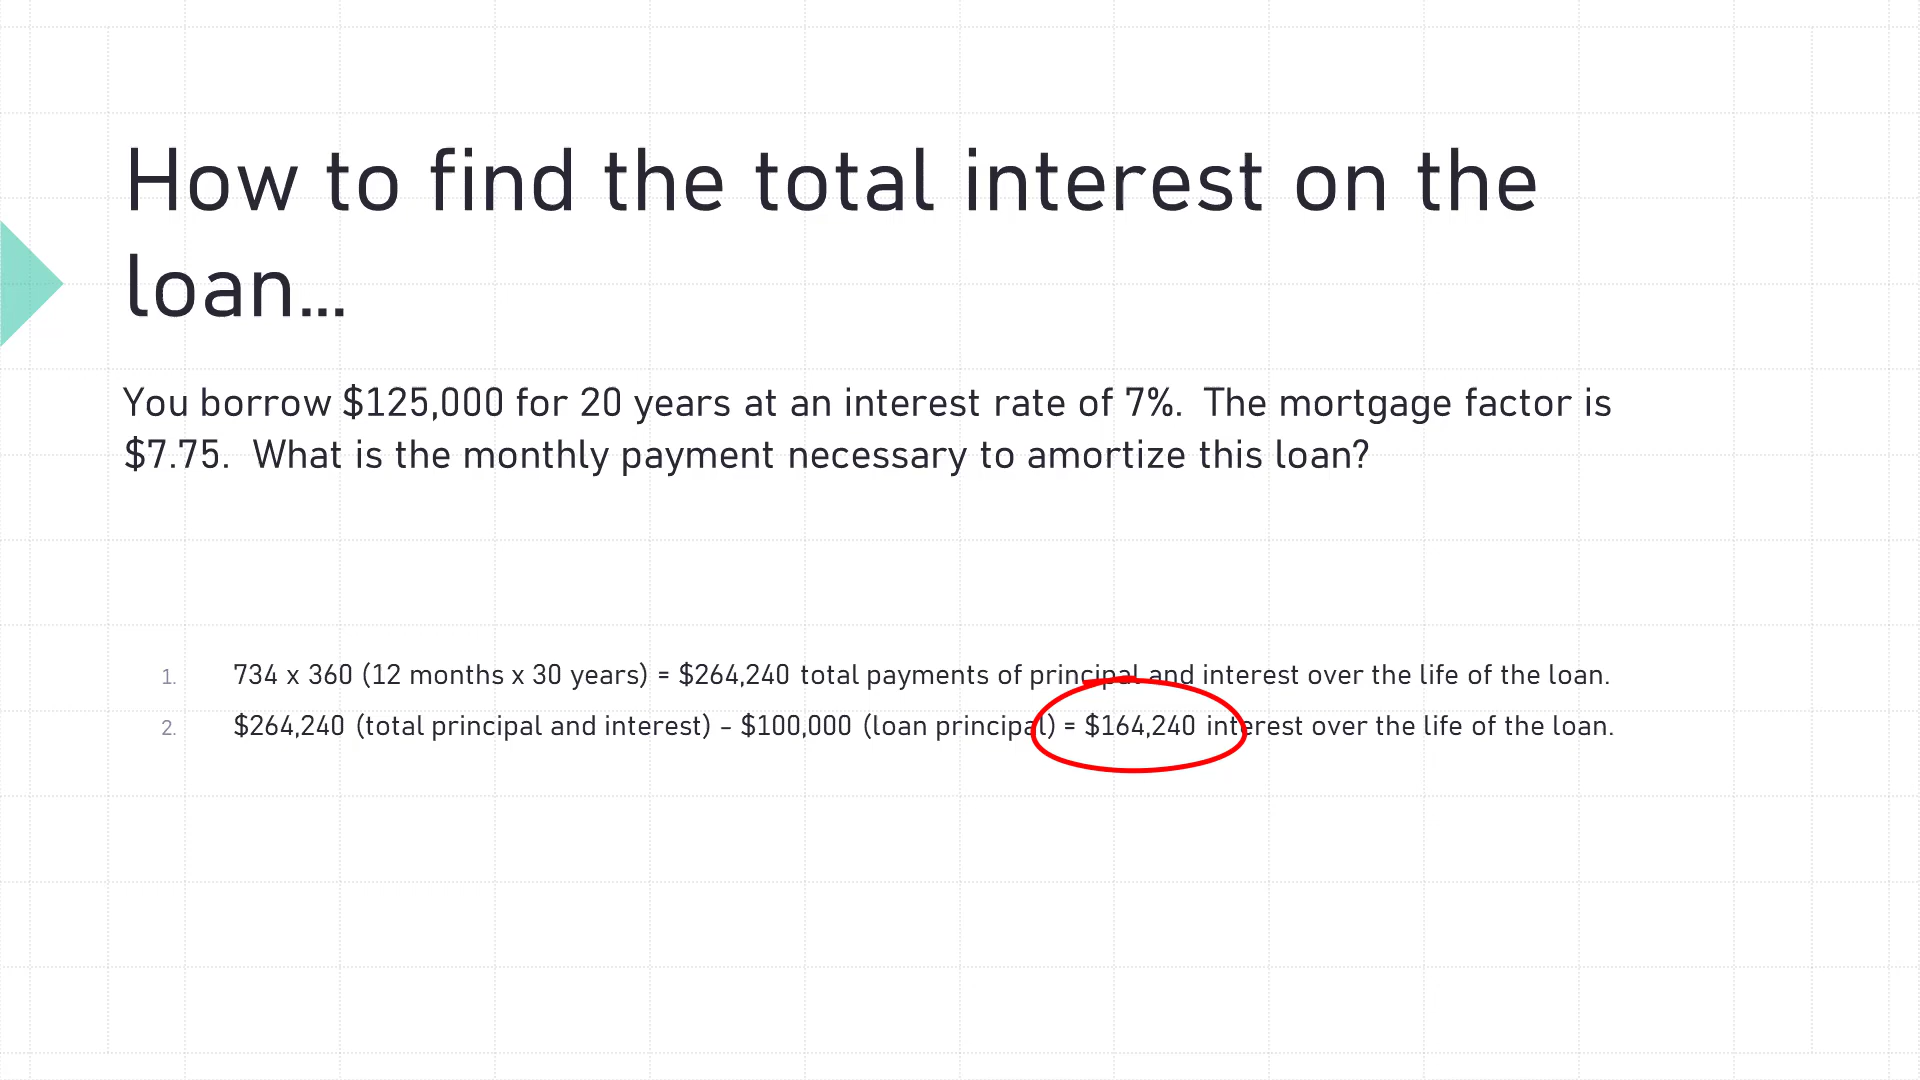 How to find the total interest on the
loan...
You borrow $125,000 for 20 years at an interest rate of 7%.  The mortgage factor is
$7.75.  What is the monthly payment necessary to amortize this loan?
1. 734 x 360 (12 months x 30 years) = $264,240 total payments of principal and interest over the life of the loan.
2. $264,240 (total principal and interest) – $100,000 (loan principal) = $164,240 interest over the life of the loan.